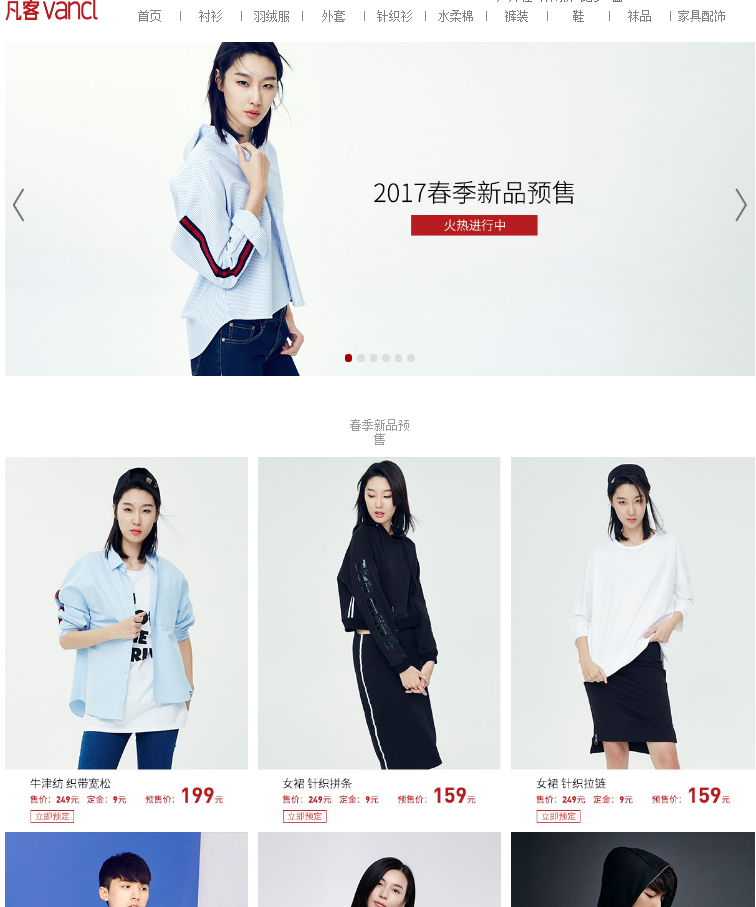 凡客 vancl
首页 | 衬衫 | 羽绒服 | 外套 | 针织衫 | 水柔棉 | 裤装 | 鞋 | 袜品 | 家具配饰
2017春季新品预售
火热进行中
春季新品预
售
牛津纺 织带宽松
售价：249元 定金：9元 预售价：199元
立即预定
女裙 针织拼条
售价：249元 定金：9元 预售价：159元
立即预定
女裙 针织拉链
售价：249元 定金：9元 预售价：159元
立即预定